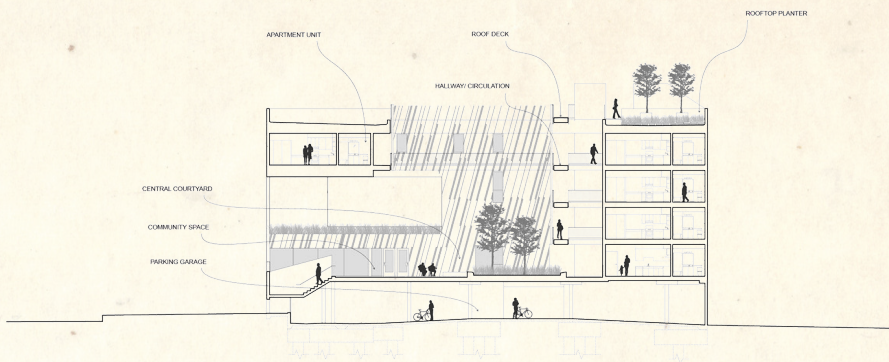 ROOFTOP PLANTER
APARTMENT UNIT
ROOF DECK
HALLWAY/ CIRCULATION
CENTRAL COURTYARD
COMMUNITY SPACE
PARKING GARAGE